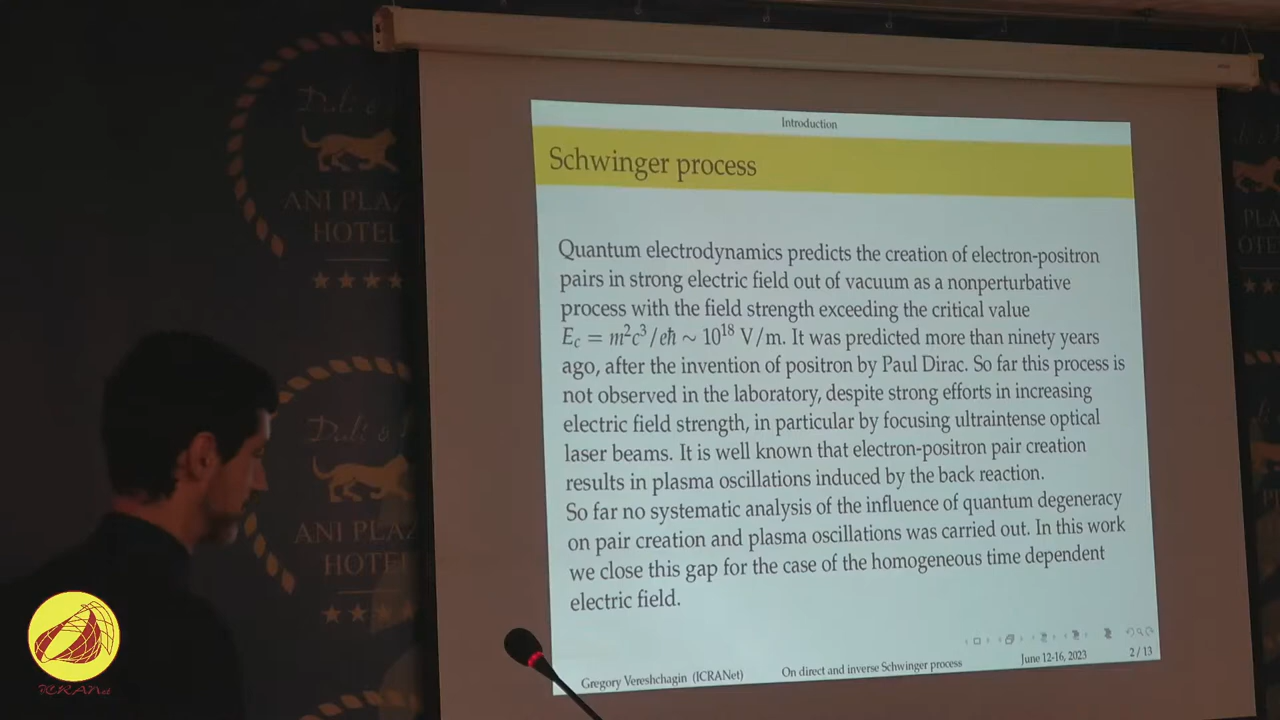 Introduction
Schwinger process
Quantum electrodynamics predicts the creation of electron-positron
pairs in strong electric field out of vacuum as a nonperturbative
process with the field strength exceeding the critical value
E_c = m²c³/eħ ∼ 10¹⁸ V/m. It was predicted more than ninety years
ago, after the invention of positron by Paul Dirac. So far this process is
not observed in the laboratory, despite strong efforts in increasing
electric field strength, in particular by focusing ultraintense optical
laser beams. It is well known that electron-positron pair creation
results in plasma oscillations induced by the back reaction.
So far no systematic analysis of the influence of quantum degeneracy
on pair creation and plasma oscillations was carried out. In this work
we close this gap for the case of the homogeneous time dependent
electric field.
Gregory Vereshchagin (ICRANet) On direct and inverse Schwinger process June 12-16, 2023 2 / 13
ANI PLAZ
HOTEL
ANI PLAZA
HOTEL
PLA
OTE
ICRANet